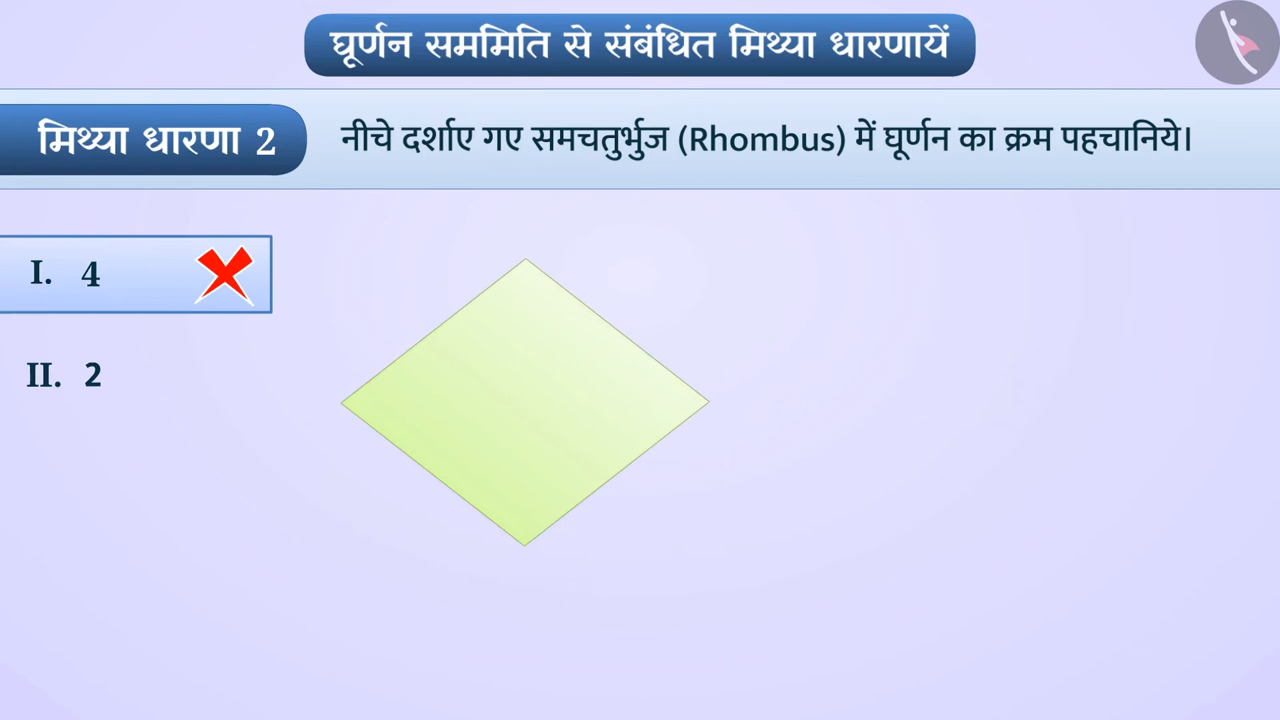 घूर्णन सममिति से संबंधित मिथ्या धारणायें
मिथ्या धारणा 2
नीचे दर्शाए गए समचतुर्भुज (Rhombus) में घूर्णन का क्रम पहचानिये।
I. 4
II. 2